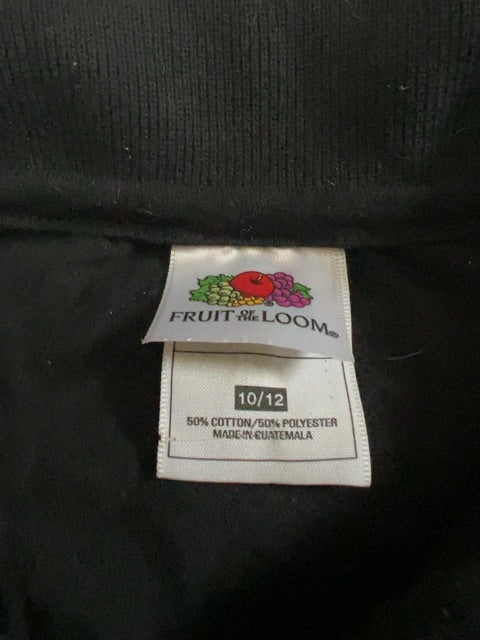 FRUIT OF THE LOOM®
10/12
50% COTTON/50% POLYESTER
MADE IN GUATEMALA